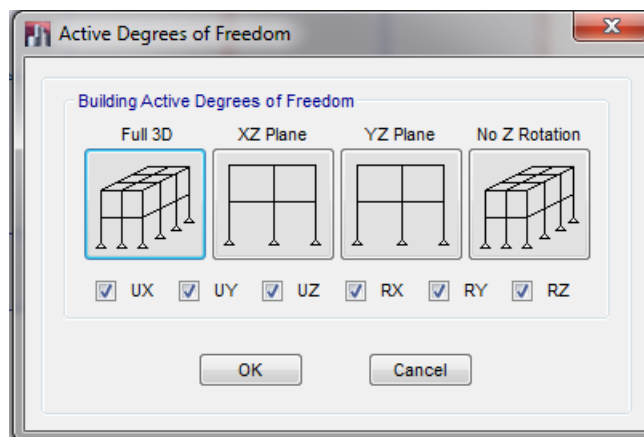 Active Degrees of Freedom
Building Active Degrees of Freedom
Full 3D XZ Plane YZ Plane No Z Rotation
UX UY UZ RX RY RZ
OK Cancel